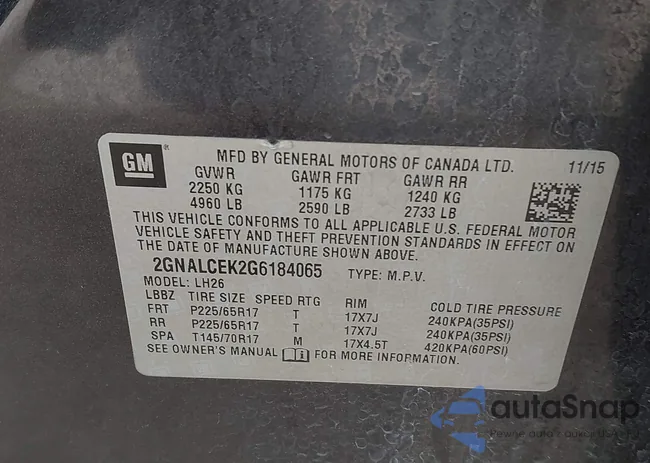 GM
MFD BY GENERAL MOTORS OF CANADA LTD. 11/15
GVWR GAWR FRT GAWR RR
2250 KG 1175 KG 1240 KG
4960 LB 2590 LB 2733 LB
THIS VEHICLE CONFORMS TO ALL APPLICABLE U.S. FEDERAL MOTOR
VEHICLE SAFETY AND THEFT PREVENTION STANDARDS IN EFFECT ON
THE DATE OF MANUFACTURE SHOWN ABOVE.
2GNALCEK2G6184065 TYPE: M.P.V.
MODEL: LH26
LBBZ TIRE SIZE SPEED RTG RIM COLD TIRE PRESSURE
FRT P225/65R17 T 17X7J 240KPA(35PSI)
RR P225/65R17 T 17X7J 240KPA(35PSI)
SPA T145/70R17 M 17X4.5T 420KPA(60PSI)
SEE OWNER'S MANUAL FOR MORE INFORMATION.
autoSnap
Pewne auto z aukcji w USA